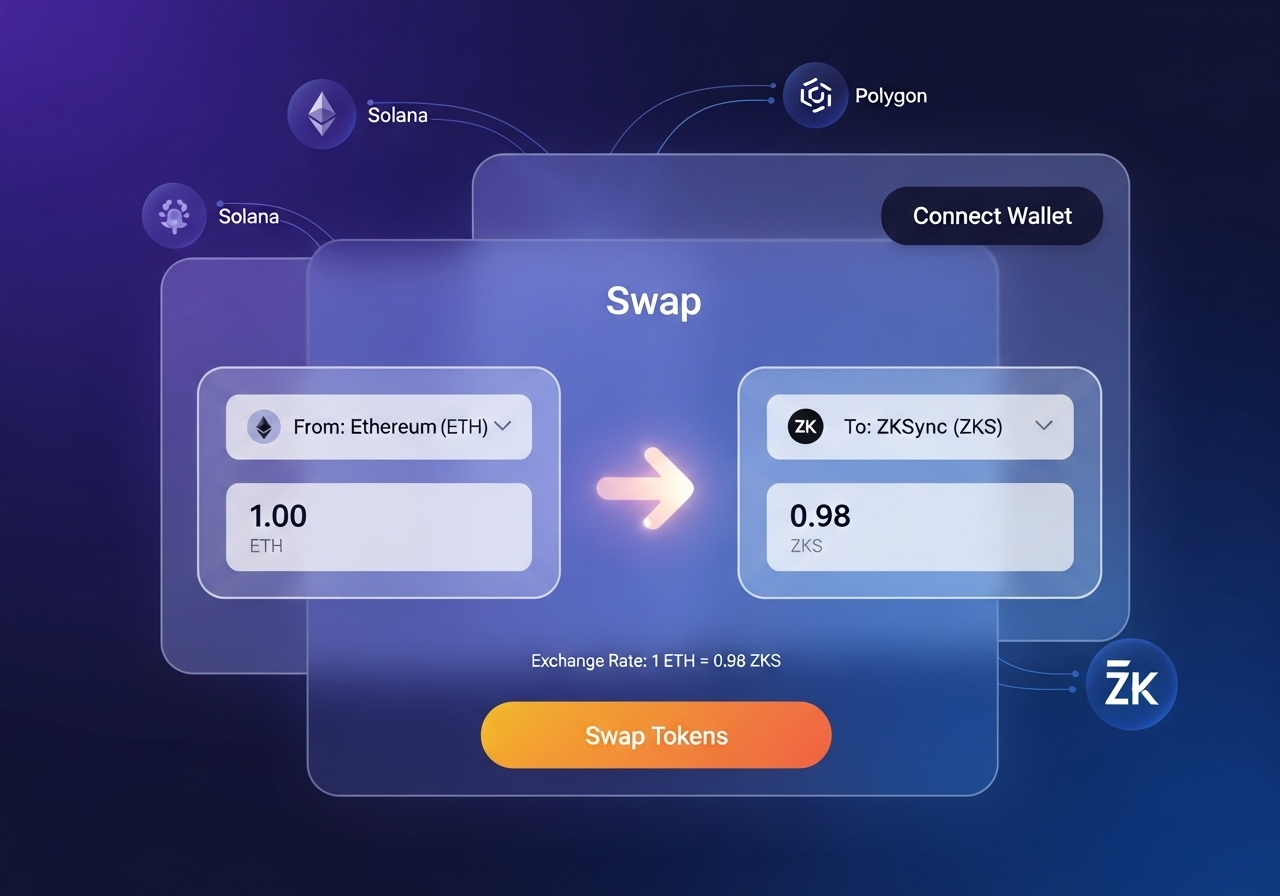 Solana
Polygon
Solana
Connect Wallet
Swap
From: Ethereum (ETH)
ZK To: ZKSync (ZKS)
1.00
ETH
0.98
ZKS
Exchange Rate: 1 ETH = 0.98 ZKS
ZK
Swap Tokens